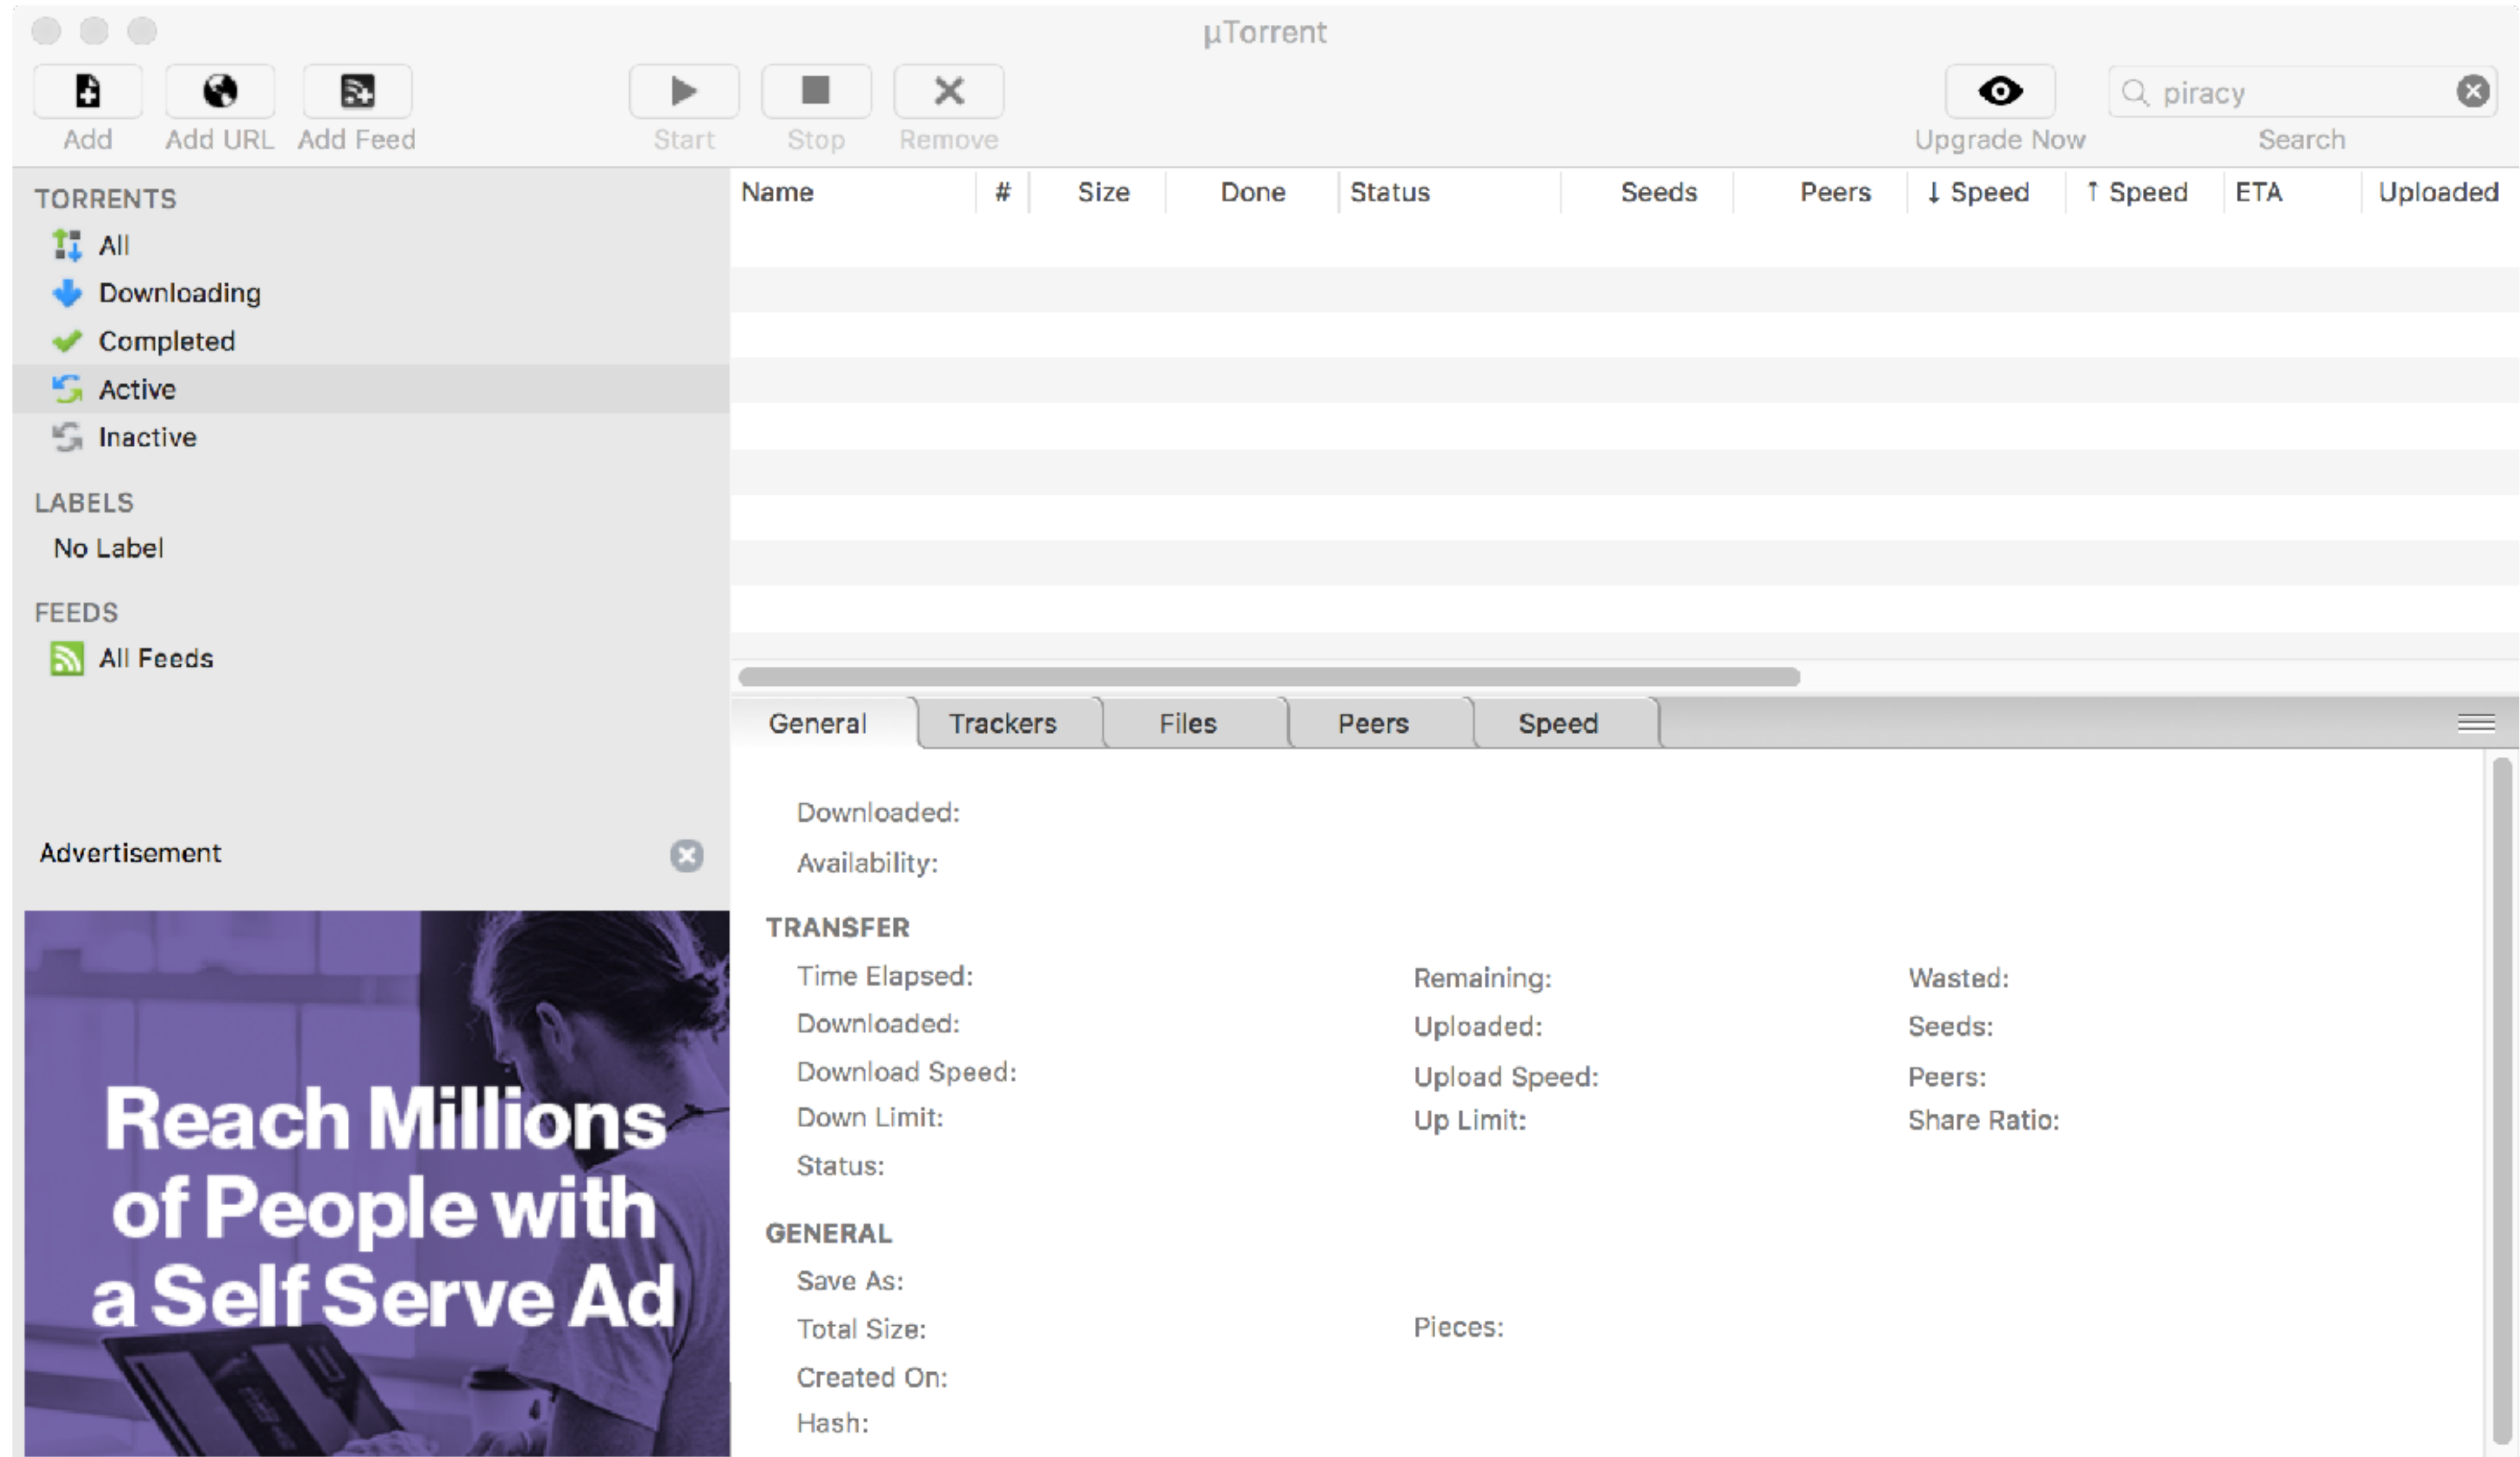 µTorrent
Add Add URL Add Feed Start Stop Remove Upgrade Now piracy Search
TORRENTS
All
Downloading
Completed
Active
Inactive
LABELS
No Label
FEEDS
All Feeds
Advertisement
Reach Millions
of People with
a Self Serve Ad
Name # Size Done Status Seeds Peers ↓ Speed ↑ Speed ETA Uploaded
General Trackers Files Peers Speed
Downloaded:
Availability:
TRANSFER
Time Elapsed: Remaining: Wasted:
Downloaded: Uploaded: Seeds:
Download Speed: Upload Speed: Peers:
Down Limit: Up Limit: Share Ratio:
Status:
GENERAL
Save As:
Total Size: Pieces:
Created On:
Hash: